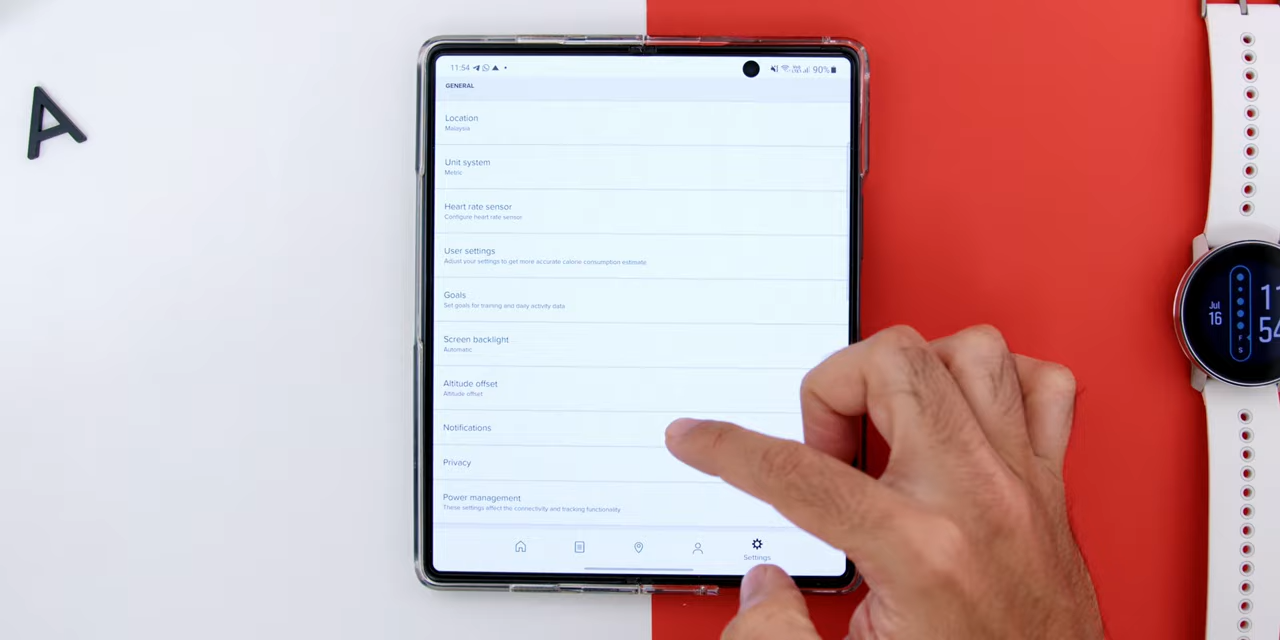 A
11:54
90%
GENERAL
Location
Malaysia
Unit system
Metric
Heart rate sensor
Configure heart rate sensor
User settings
Adjust your settings to get more accurate calorie consumption estimate.
Goals
Set goals for training and daily activity data
Screen backlight
Automatic
Altitude offset
Altitude offset
Notifications
Privacy
Power management
These settings affect the connectivity and tracking functionality
Settings
Jul
16
11
54
F
S